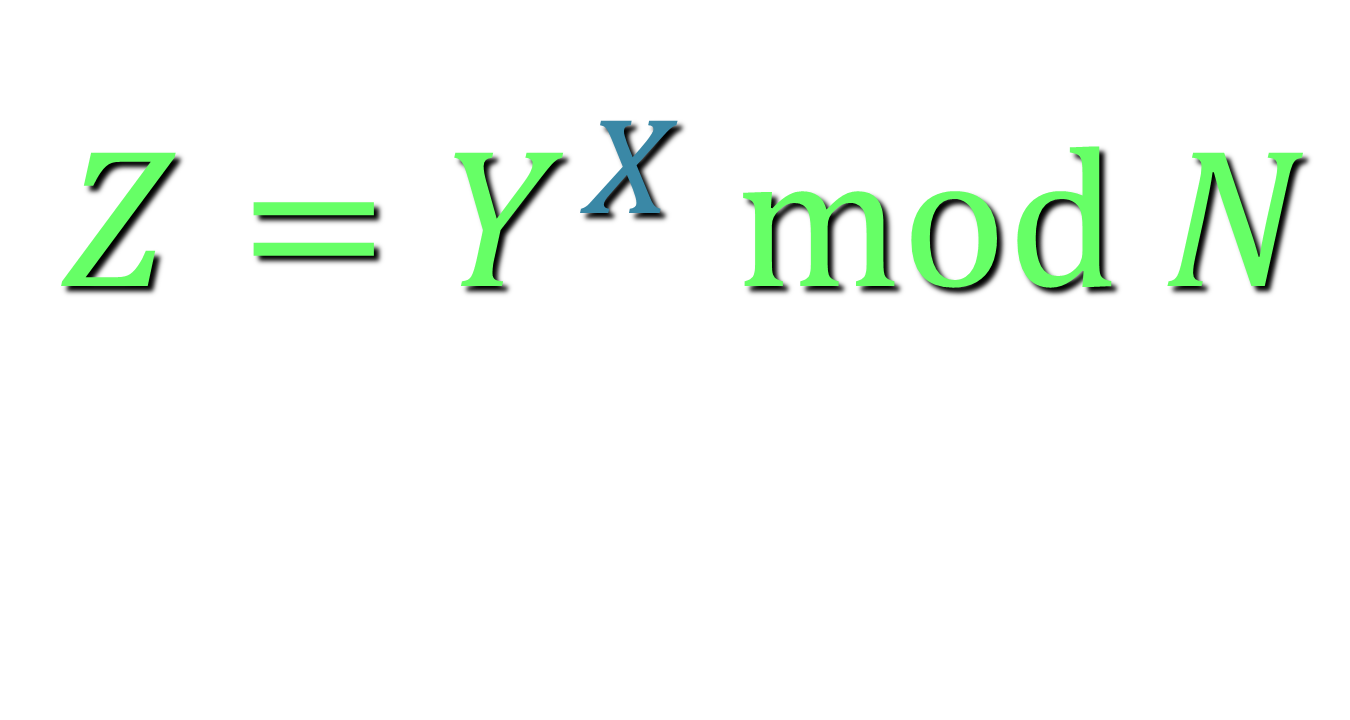 Z = Y^X mod N